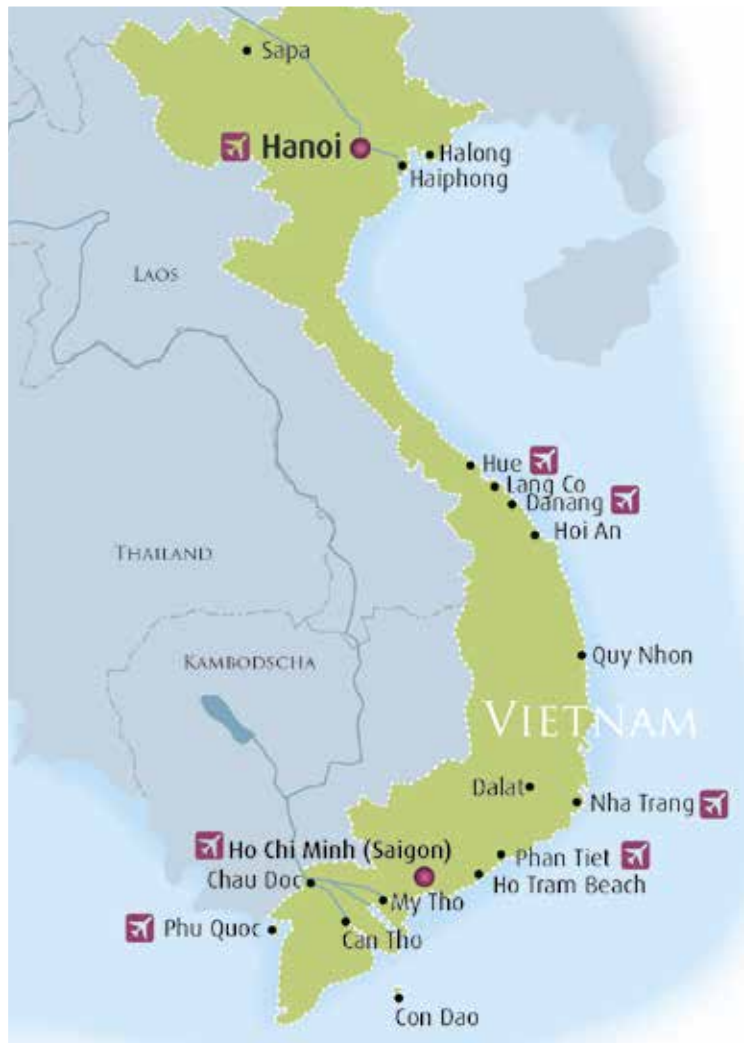 Sapa
Hanoi
Halong
Haiphong
LAOS
Hue
Lang Co
Danang
Hoi An
THAILAND
KAMBODSCHA
Quy Nhon
VIETNAM
Dalat
Nha Trang
Ho Chi Minh (Saigon)
Phan Tiet
Chau Doc
Ho Tram Beach
My Tho
Phu Quoc
Can Tho
Con Dao